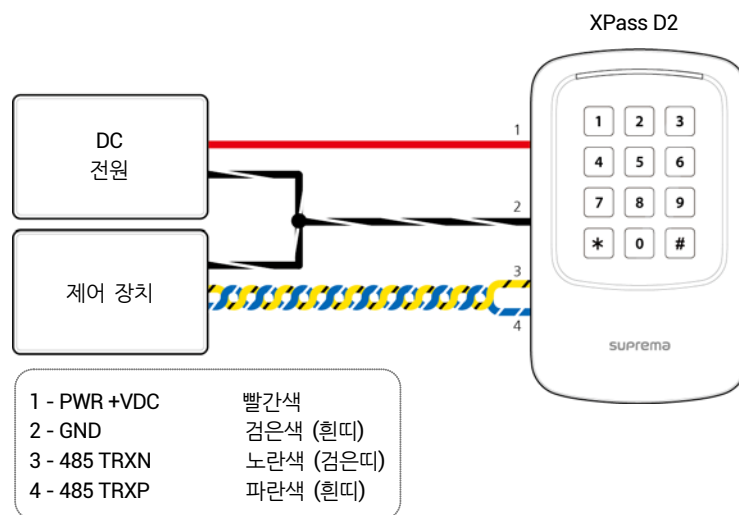 XPass D2
DC
전원
제어 장치
1
2
3
4
1 2 3
4 5 6
7 8 9
* 0 #
suprema
1 - PWR +VDC 빨간색
2 - GND 검은색 (흰띠)
3 - 485 TRXN 노란색 (검은띠)
4 - 485 TRXP 파란색 (흰띠)